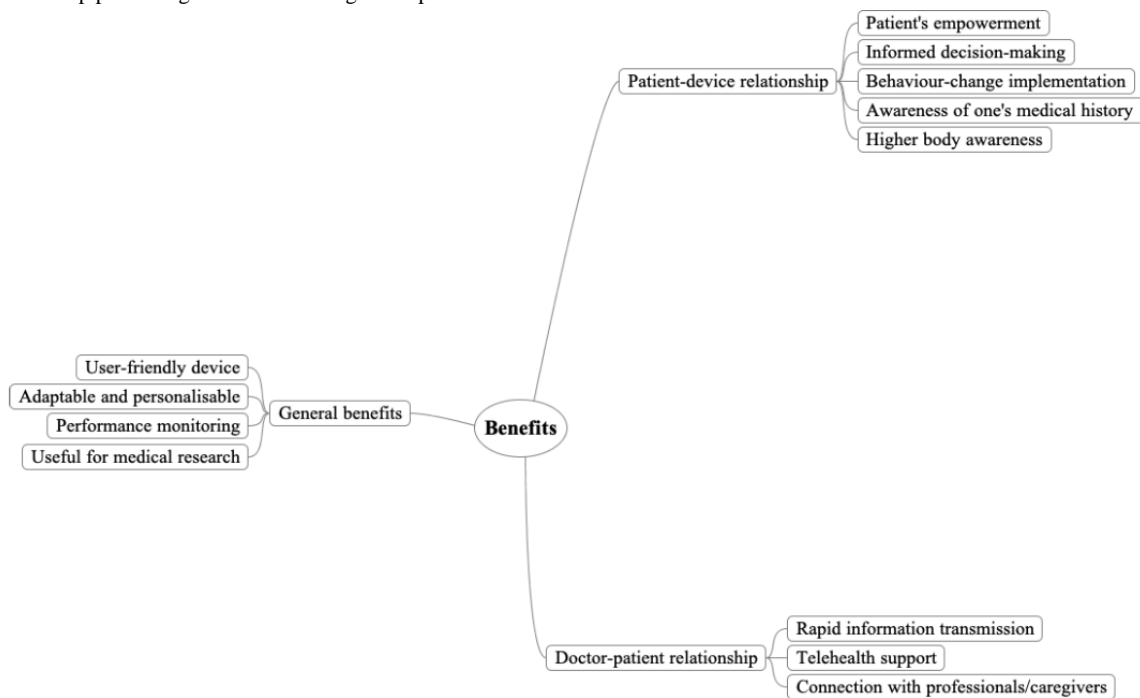 Patient's empowerment
Informed decision-making
Patient-device relationship
Behaviour-change implementation
Awareness of one's medical history
Higher body awareness
User-friendly device
Adaptable and personalisable
General benefits
Performance monitoring
Useful for medical research
Benefits
Rapid information transmission
Doctor-patient relationship
Telehealth support
Connection with professionals/caregivers